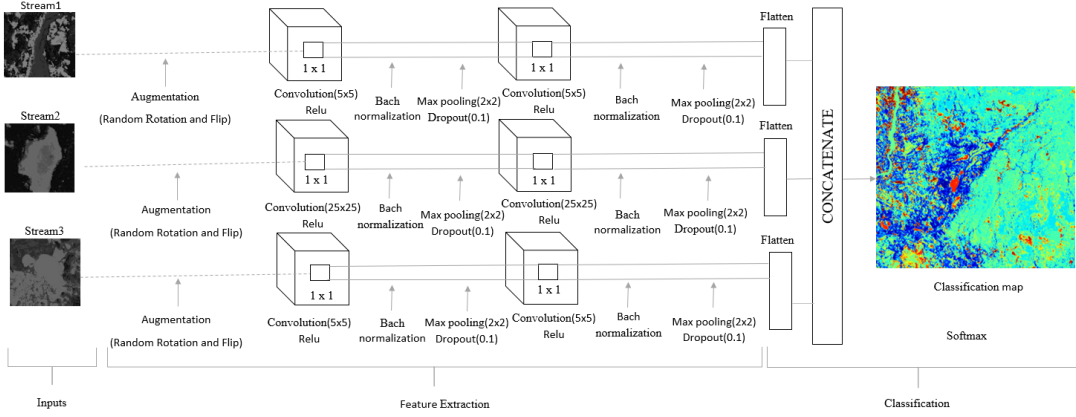 Stream1
1 x 1
1 x 1
Flatten
Augmentation
(Random Rotation and Flip)
Convolution(5x5)
Relu
Bach
normalization
Max pooling(2x2)
Dropout(0.1)
Convolution(5x5)
Relu
Bach
normalization
Max pooling(2x2)
Dropout(0.1)
Stream2
1 x 1
1 x 1
Flatten
Augmentation
(Random Rotation and Flip)
Convolution(25x25)
Relu
Bach
normalization
Max pooling(2x2)
Dropout(0.1)
Convolution(25x25)
Relu
Bach
normalization
Max pooling(2x2)
Dropout(0.1)
Stream3
1 x 1
1 x 1
Flatten
Augmentation
(Random Rotation and Flip)
Convolution(5x5)
Relu
Bach
normalization
Max pooling(2x2)
Dropout(0.1)
Convolution(5x5)
Relu
Bach
normalization
Max pooling(2x2)
Dropout(0.1)
CONCATENATE
Classification map
Softmax
Inputs
Feature Extraction
Classification